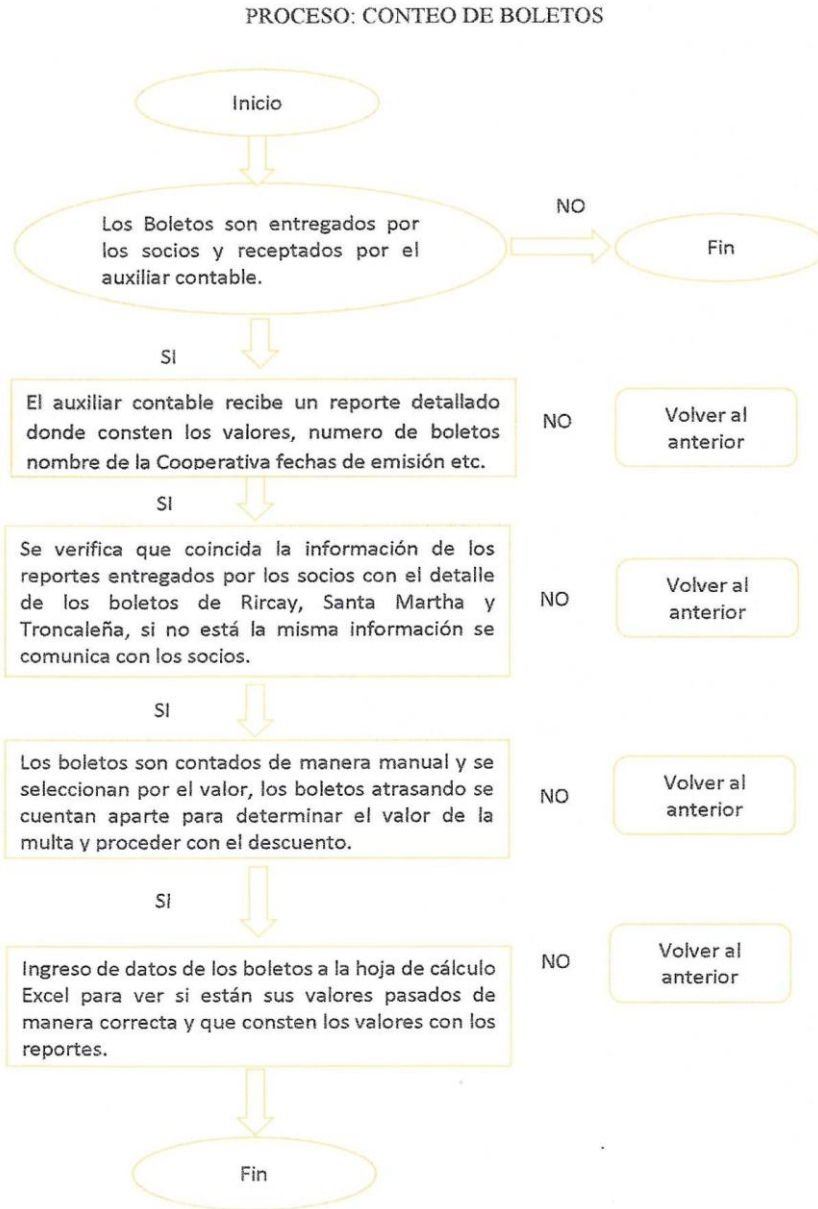 PROCESO: CONTEO DE BOLETOS
Inicio
Los Boletos son entregados por
los socios y receptados por el
auxiliar contable.
NO
Fin
SI
El auxiliar contable recibe un reporte detallado
donde consten los valores, numero de boletos
nombre de la Cooperativa fechas de emisión etc.
NO
Volver al
anterior
SI
Se verifica que coincida la información de los
reportes entregados por los socios con el detalle
de los boletos de Rircay, Santa Martha y
Troncaleña, si no está la misma información se
comunica con los socios.
NO
Volver al
anterior
SI
Los boletos son contados de manera manual y se
seleccionan por el valor, los boletos atrasando se
cuentan aparte para determinar el valor de la
multa y proceder con el descuento.
NO
Volver al
anterior
SI
Ingreso de datos de los boletos a la hoja de cálculo
Excel para ver si están sus valores pasados de
manera correcta y que consten los valores con los
reportes.
NO
Volver al
anterior
Fin